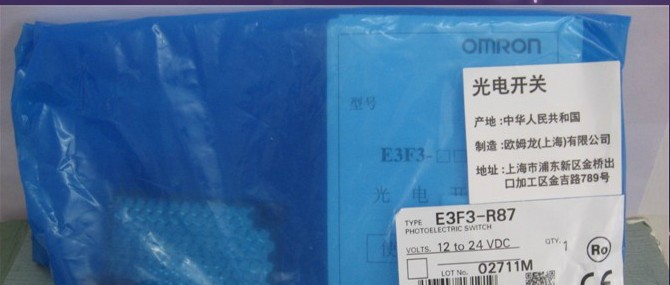 OMRON
型号
E3F3-□
光 电 开
光电开关
产地:中华人民共和国
制造:欧姆龙(上海)有限公司
地址:上海市浦东新区金桥出
口加工区金吉路789号
TYPE E3F3-R87
PHOTOELECTRIC SWITCH
VOLTS. 12 to 24 VDC
QTY. 1
Ro
LOT No. 02711M
CE